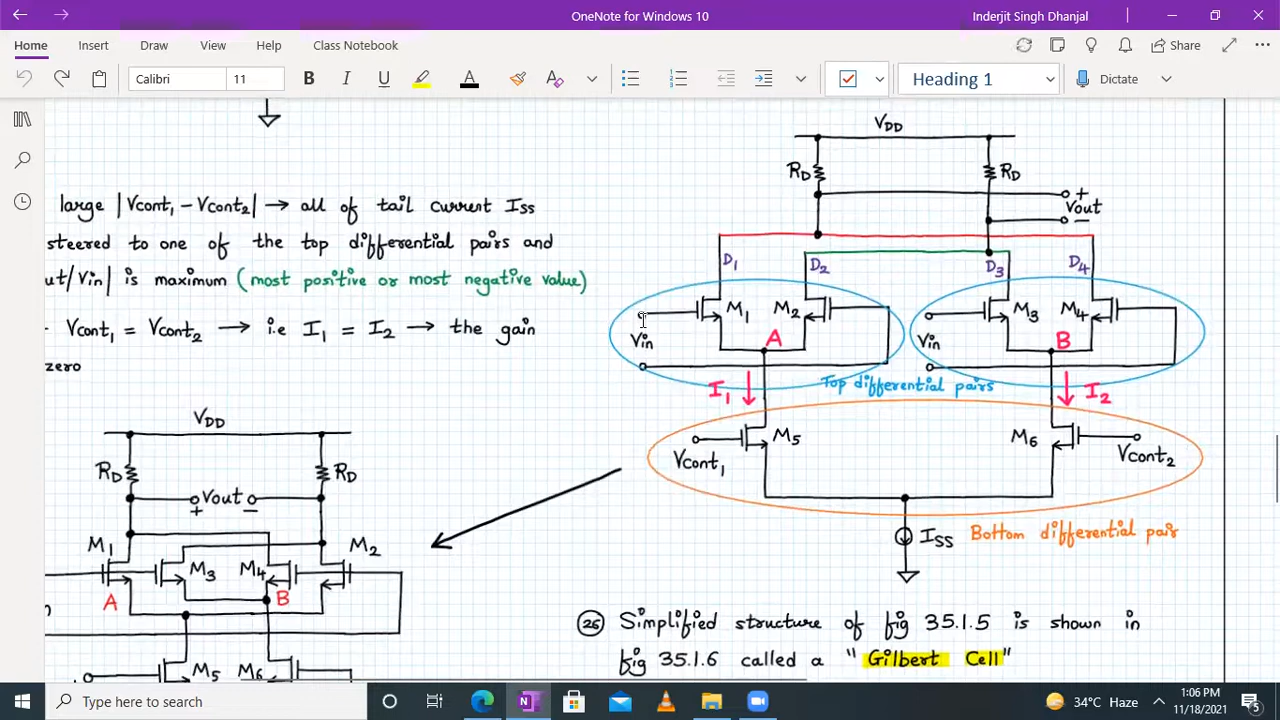 OneNote for Windows 10
Inderjit Singh Dhanjal
Home Insert Draw View Help Class Notebook
Share
Calibri 11 B I U A Heading 1 Dictate
large |Vcont1 - Vcont2| → all of tail current ISS
steered to one of the top differential pairs and
ut/Vin| is maximum (most positive or most negative value)
Vcont1 = Vcont2 → i.e I1 = I2 → the gain
zero
VDD
RD RD
+
Vout
-
D1 D2 D3 D4
M1 M2 M3 M4
Vin A Vin B
I1 Top differential pairs I2
M5 M6
Vcont1 Vcont2
ISS Bottom differential pair
VDD
RD RD
Vout
+ -
M1 M2
M3 M4
A B
n
M5 M6
26 Simplified structure of fig 35.1.5 is shown in
fig 35.1.6 called a "Gilbert Cell"
Type here to search
34°C Haze
1:06 PM
11/18/2021
5